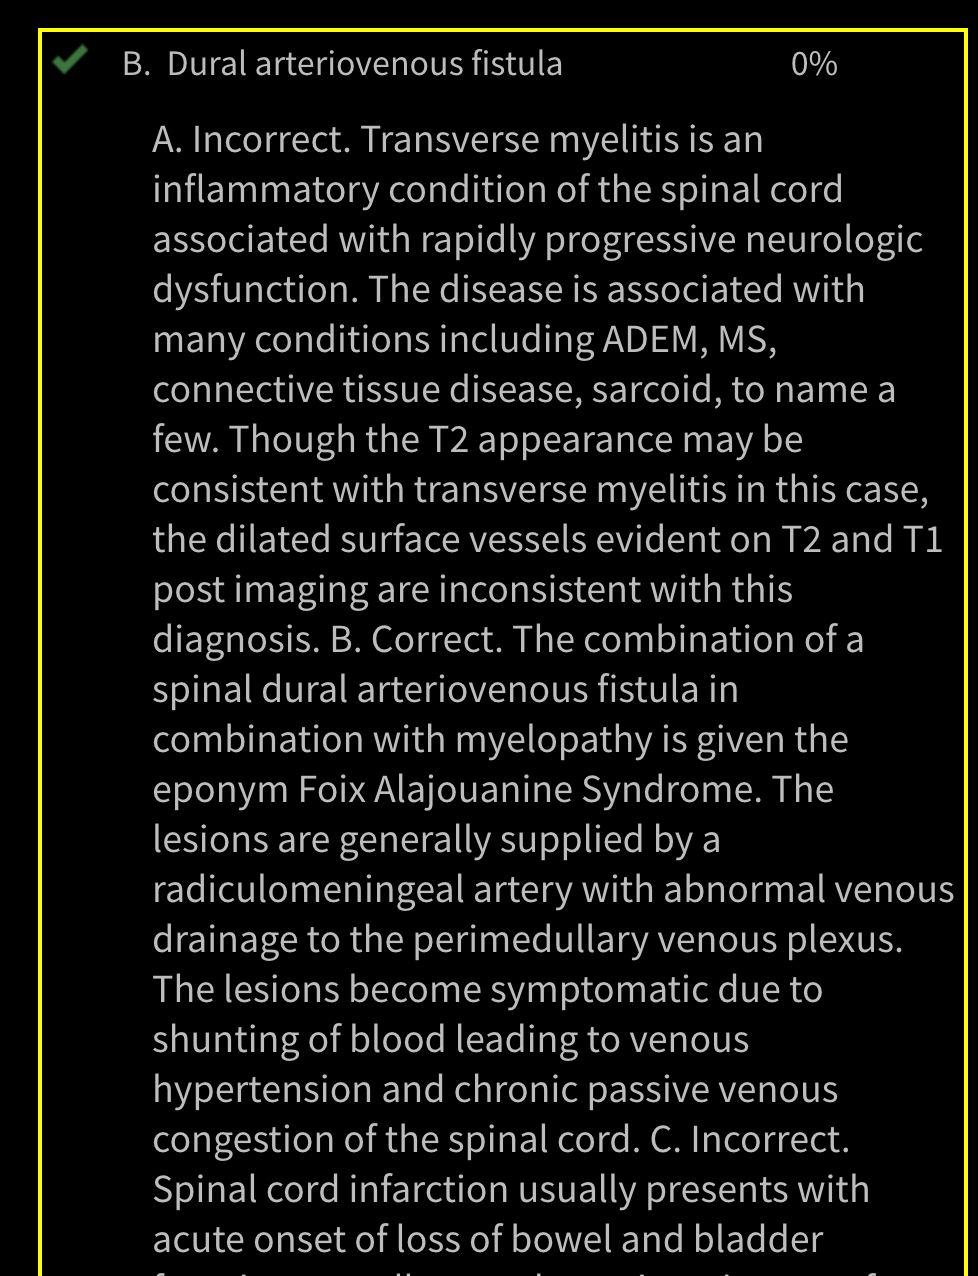 B. Dural arteriovenous fistula 0%
A. Incorrect. Transverse myelitis is an
inflammatory condition of the spinal cord
associated with rapidly progressive neurologic
dysfunction. The disease is associated with
many conditions including ADEM, MS,
connective tissue disease, sarcoid, to name a
few. Though the T2 appearance may be
consistent with transverse myelitis in this case,
the dilated surface vessels evident on T2 and T1
post imaging are inconsistent with this
diagnosis. B. Correct. The combination of a
spinal dural arteriovenous fistula in
combination with myelopathy is given the
eponym Foix Alajouanine Syndrome. The
lesions are generally supplied by a
radiculomeningeal artery with abnormal venous
drainage to the perimedullary venous plexus.
The lesions become symptomatic due to
shunting of blood leading to venous
hypertension and chronic passive venous
congestion of the spinal cord. C. Incorrect.
Spinal cord infarction usually presents with
acute onset of loss of bowel and bladder